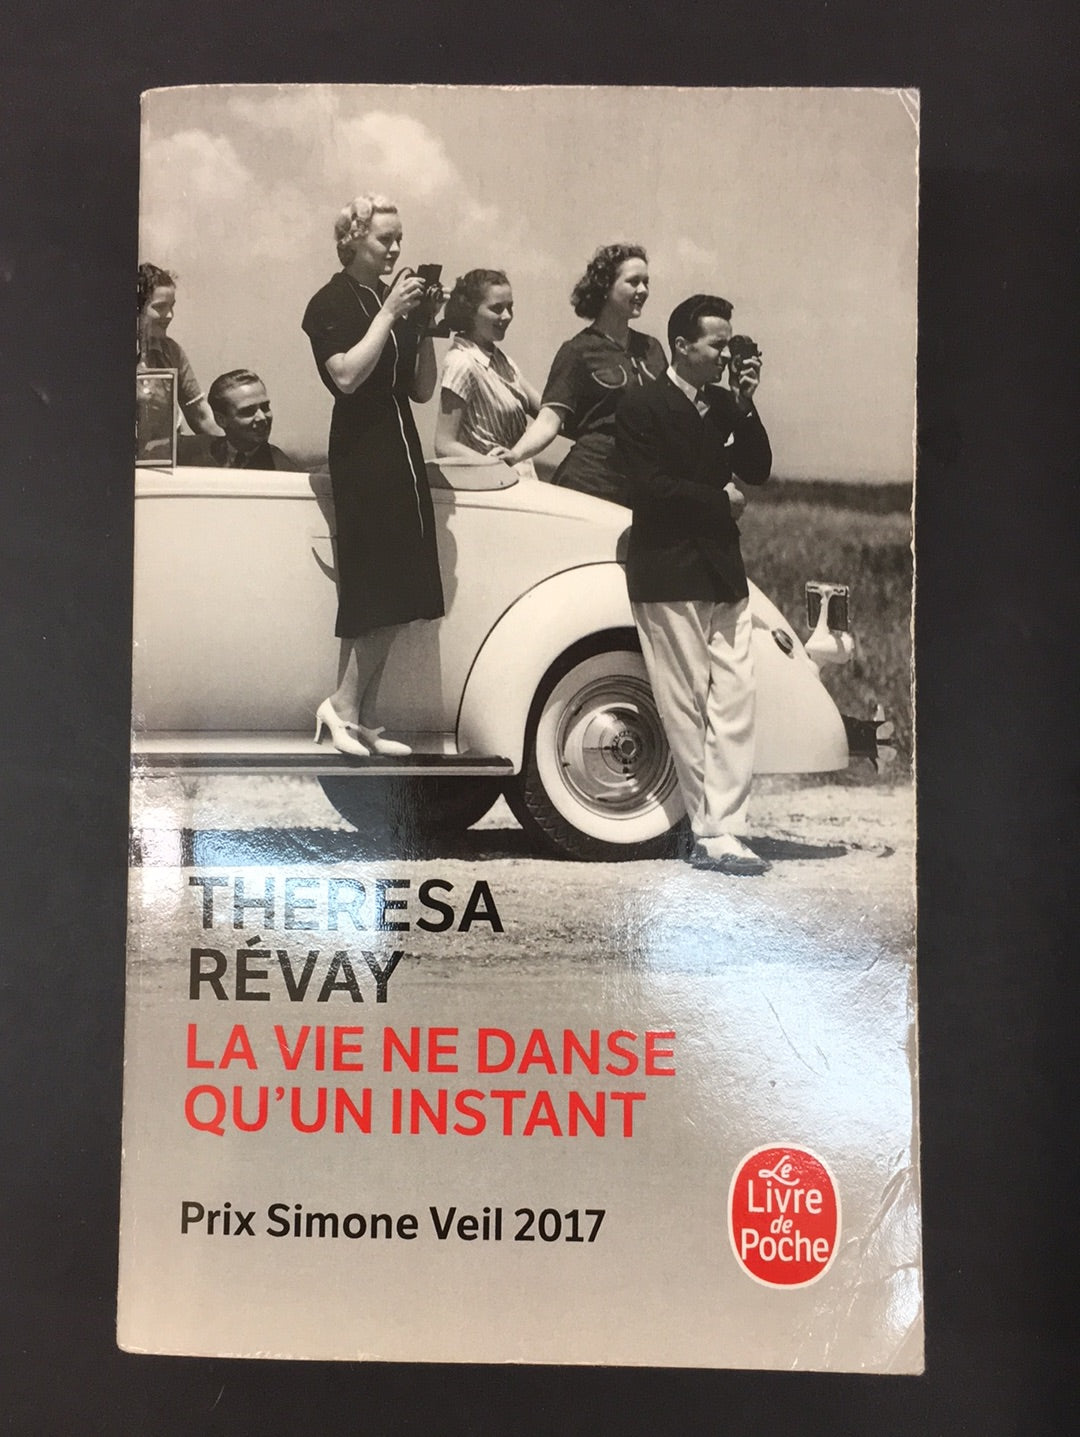 THERESA
RÉVAY
LA VIE NE DANSE
QU'UN INSTANT
Prix Simone Veil 2017
Le
Livre
de
Poche